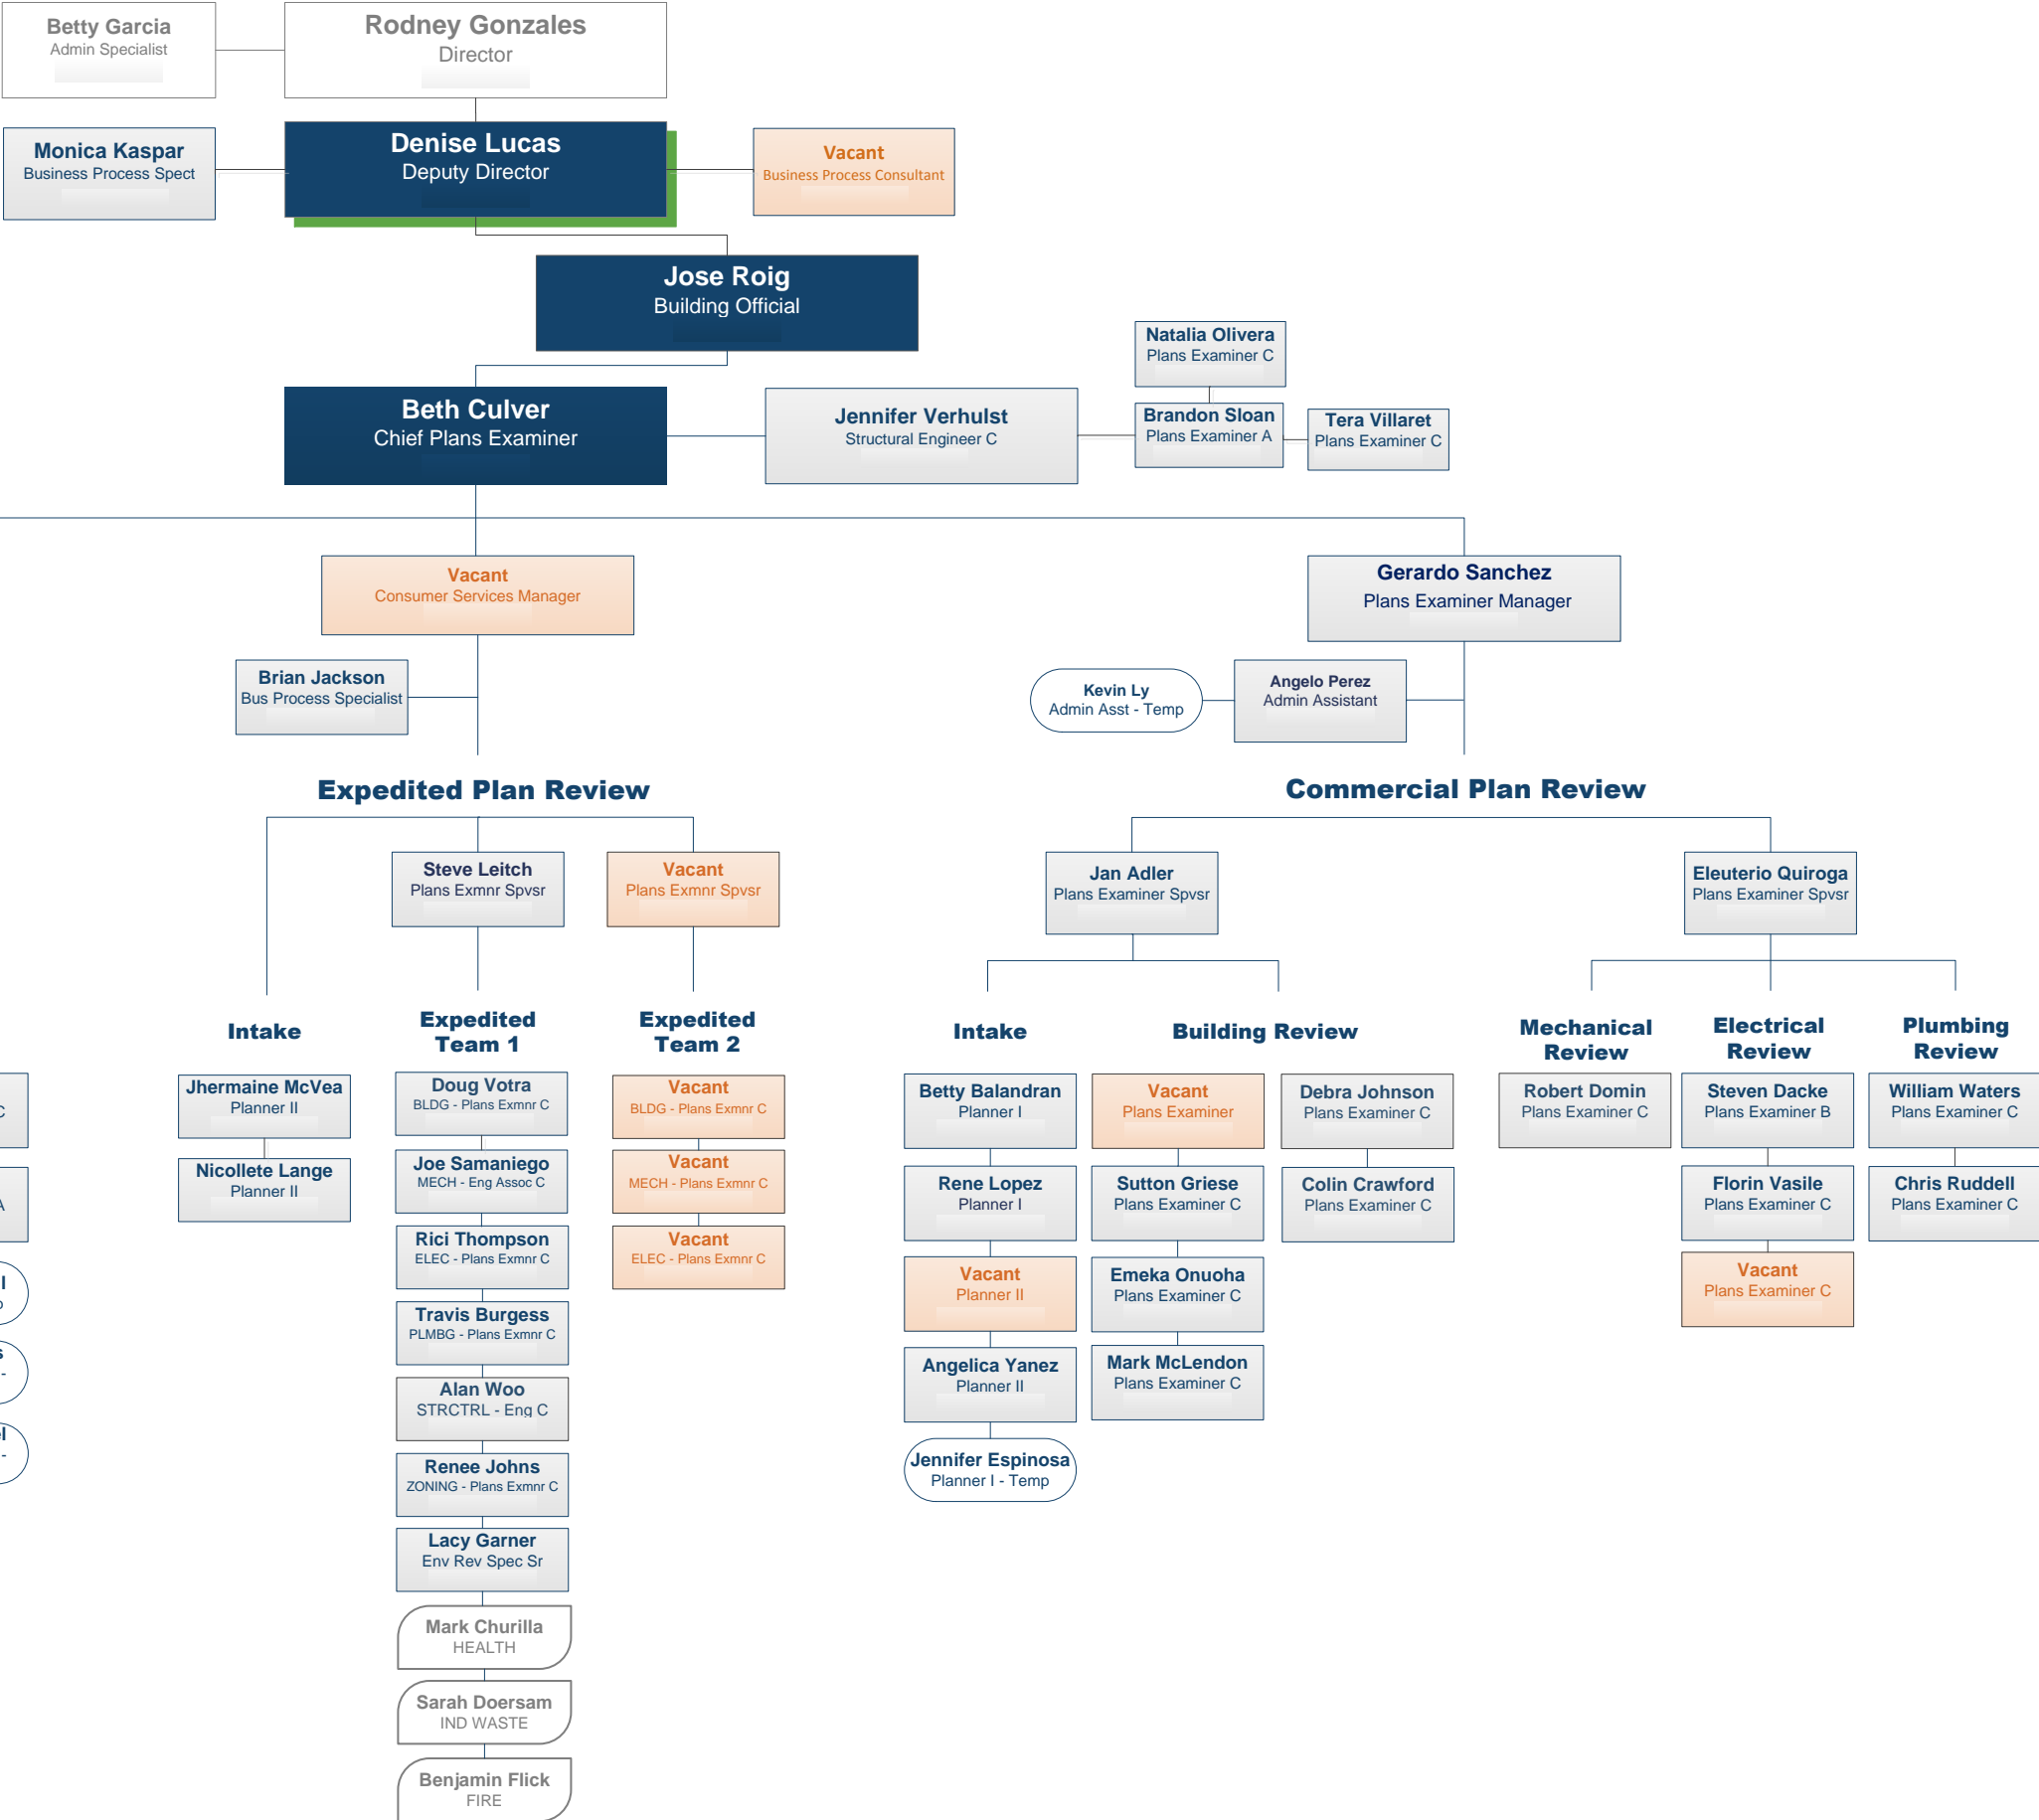 Betty Garcia
Admin Specialist
Rodney Gonzales
Director
Monica Kaspar
Business Process Spect
Denise Lucas
Deputy Director
Vacant
Business Process Consultant
Jose Roig
Building Official
Natalia Olivera
Plans Examiner C
Beth Culver
Chief Plans Examiner
Jennifer Verhulst
Structural Engineer C
Brandon Sloan
Plans Examiner A
Tera Villaret
Plans Examiner C
Vacant
Consumer Services Manager
Gerardo Sanchez
Plans Examiner Manager
Brian Jackson
Bus Process Specialist
Kevin Ly
Admin Asst - Temp
Angelo Perez
Admin Assistant
Expedited Plan Review
Commercial Plan Review
Steve Leitch
Plans Exmnr Spvsr
Vacant
Plans Exmnr Spvsr
Jan Adler
Plans Examiner Spvsr
Eleuterio Quiroga
Plans Examiner Spvsr
Intake
Jhermaine McVea
Planner II
Nicollete Lange
Planner II
Expedited
Team 1
Doug Votra
BLDG - Plans Exmnr C
Joe Samaniego
MECH - Eng Assoc C
Rici Thompson
ELEC - Plans Exmnr C
Travis Burgess
PLMBG - Plans Exmnr C
Alan Woo
STRCTRL - Eng C
Renee Johns
ZONING - Plans Exmnr C
Lacy Garner
Env Rev Spec Sr
Mark Churilla
HEALTH
Sarah Doersam
IND WASTE
Benjamin Flick
FIRE
Expedited
Team 2
Vacant
BLDG - Plans Exmnr C
Vacant
MECH - Plans Exmnr C
Vacant
ELEC - Plans Exmnr C
Intake
Betty Balandran
Planner I
Rene Lopez
Planner I
Vacant
Planner II
Angelica Yanez
Planner II
Jennifer Espinosa
Planner I - Temp
Building Review
Vacant
Plans Examiner
Sutton Griese
Plans Examiner C
Emeka Onuoha
Plans Examiner C
Mark McLendon
Plans Examiner C
Debra Johnson
Plans Examiner C
Colin Crawford
Plans Examiner C
Mechanical
Review
Robert Domin
Plans Examiner C
Electrical
Review
Steven Dacke
Plans Examiner B
Florin Vasile
Plans Examiner C
Vacant
Plans Examiner C
Plumbing
Review
William Waters
Plans Examiner C
Chris Ruddell
Plans Examiner C